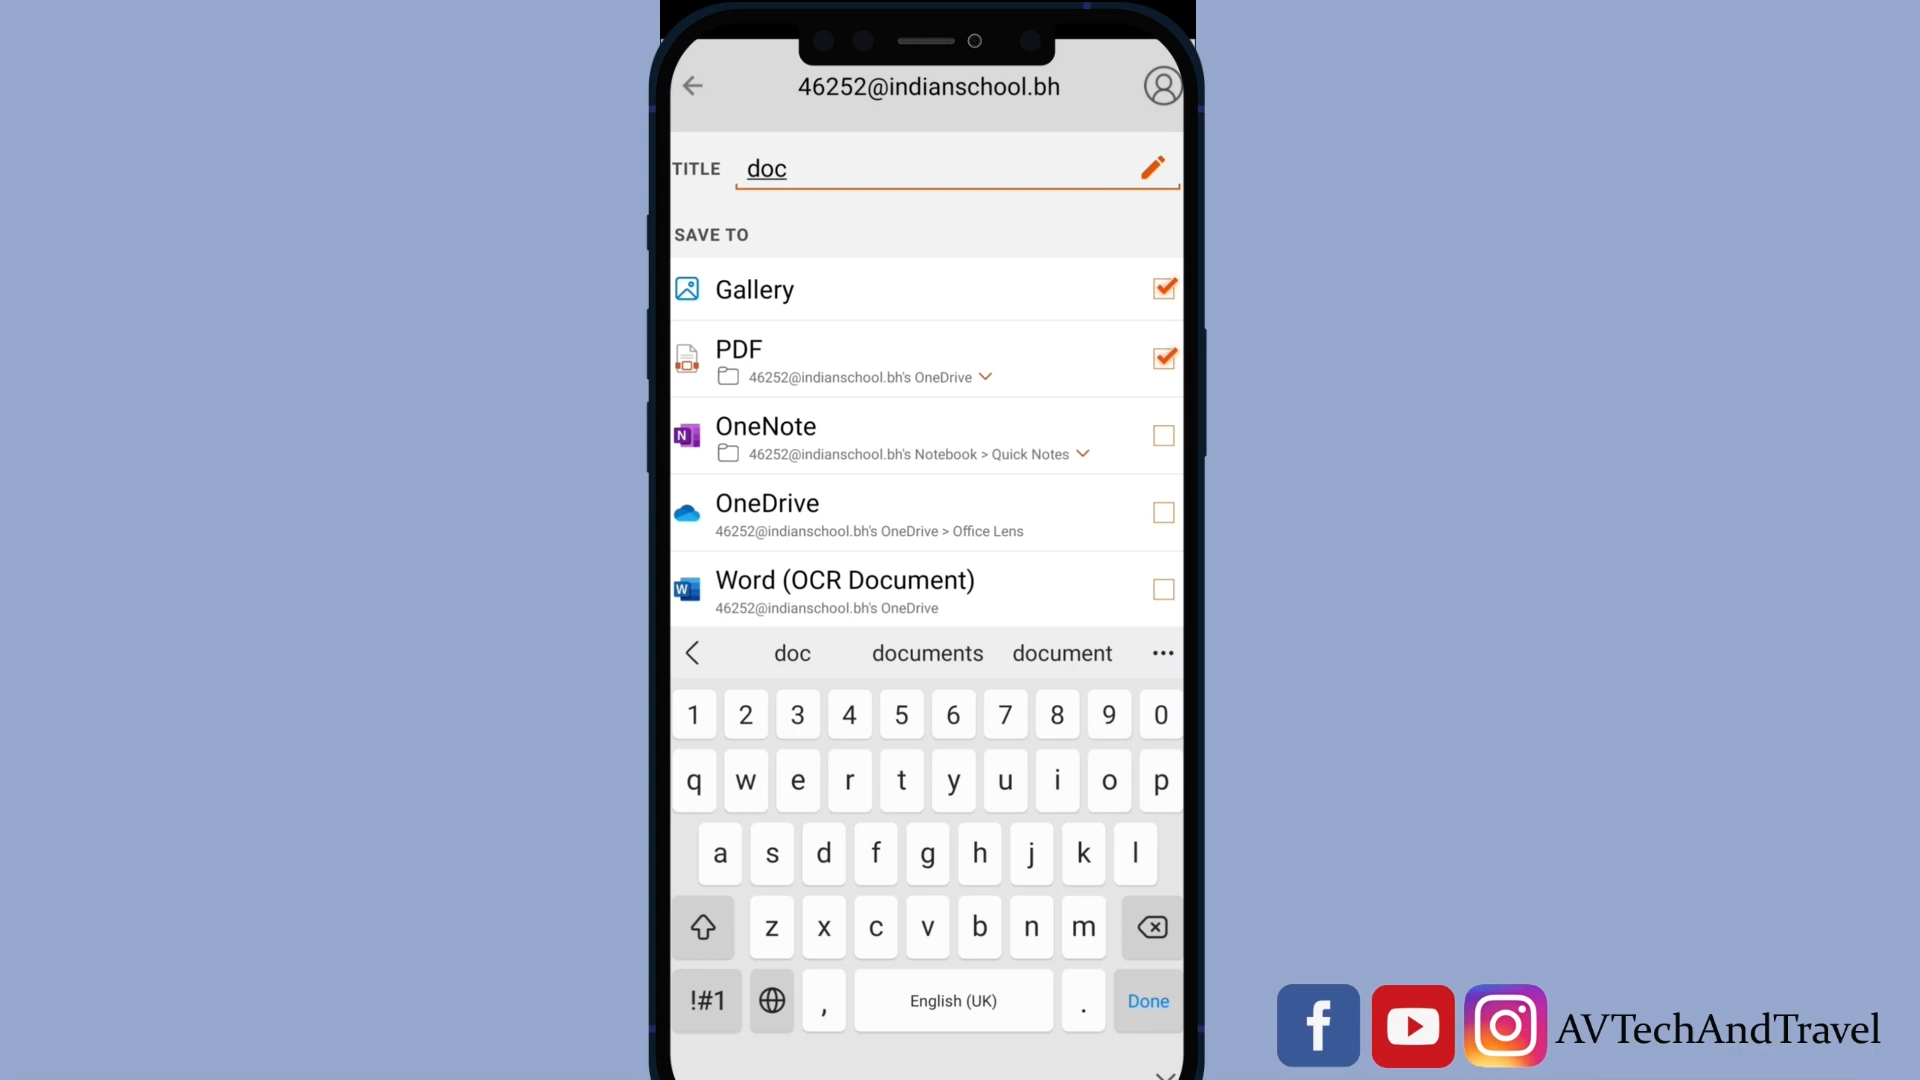 46252@indianschool.bh
TITLE doc
SAVE TO
Gallery
PDF
46252@indianschool.bh's OneDrive
OneNote
46252@indianschool.bh's Notebook > Quick Notes
OneDrive
46252@indianschool.bh's OneDrive > Office Lens
Word (OCR Document)
46252@indianschool.bh's OneDrive
doc documents document
1 2 3 4 5 6 7 8 9 0
q w e r t y u i o p
a s d f g h j k l
z x c v b n m
!#1 , English (UK) . Done
AVTechAndTravel